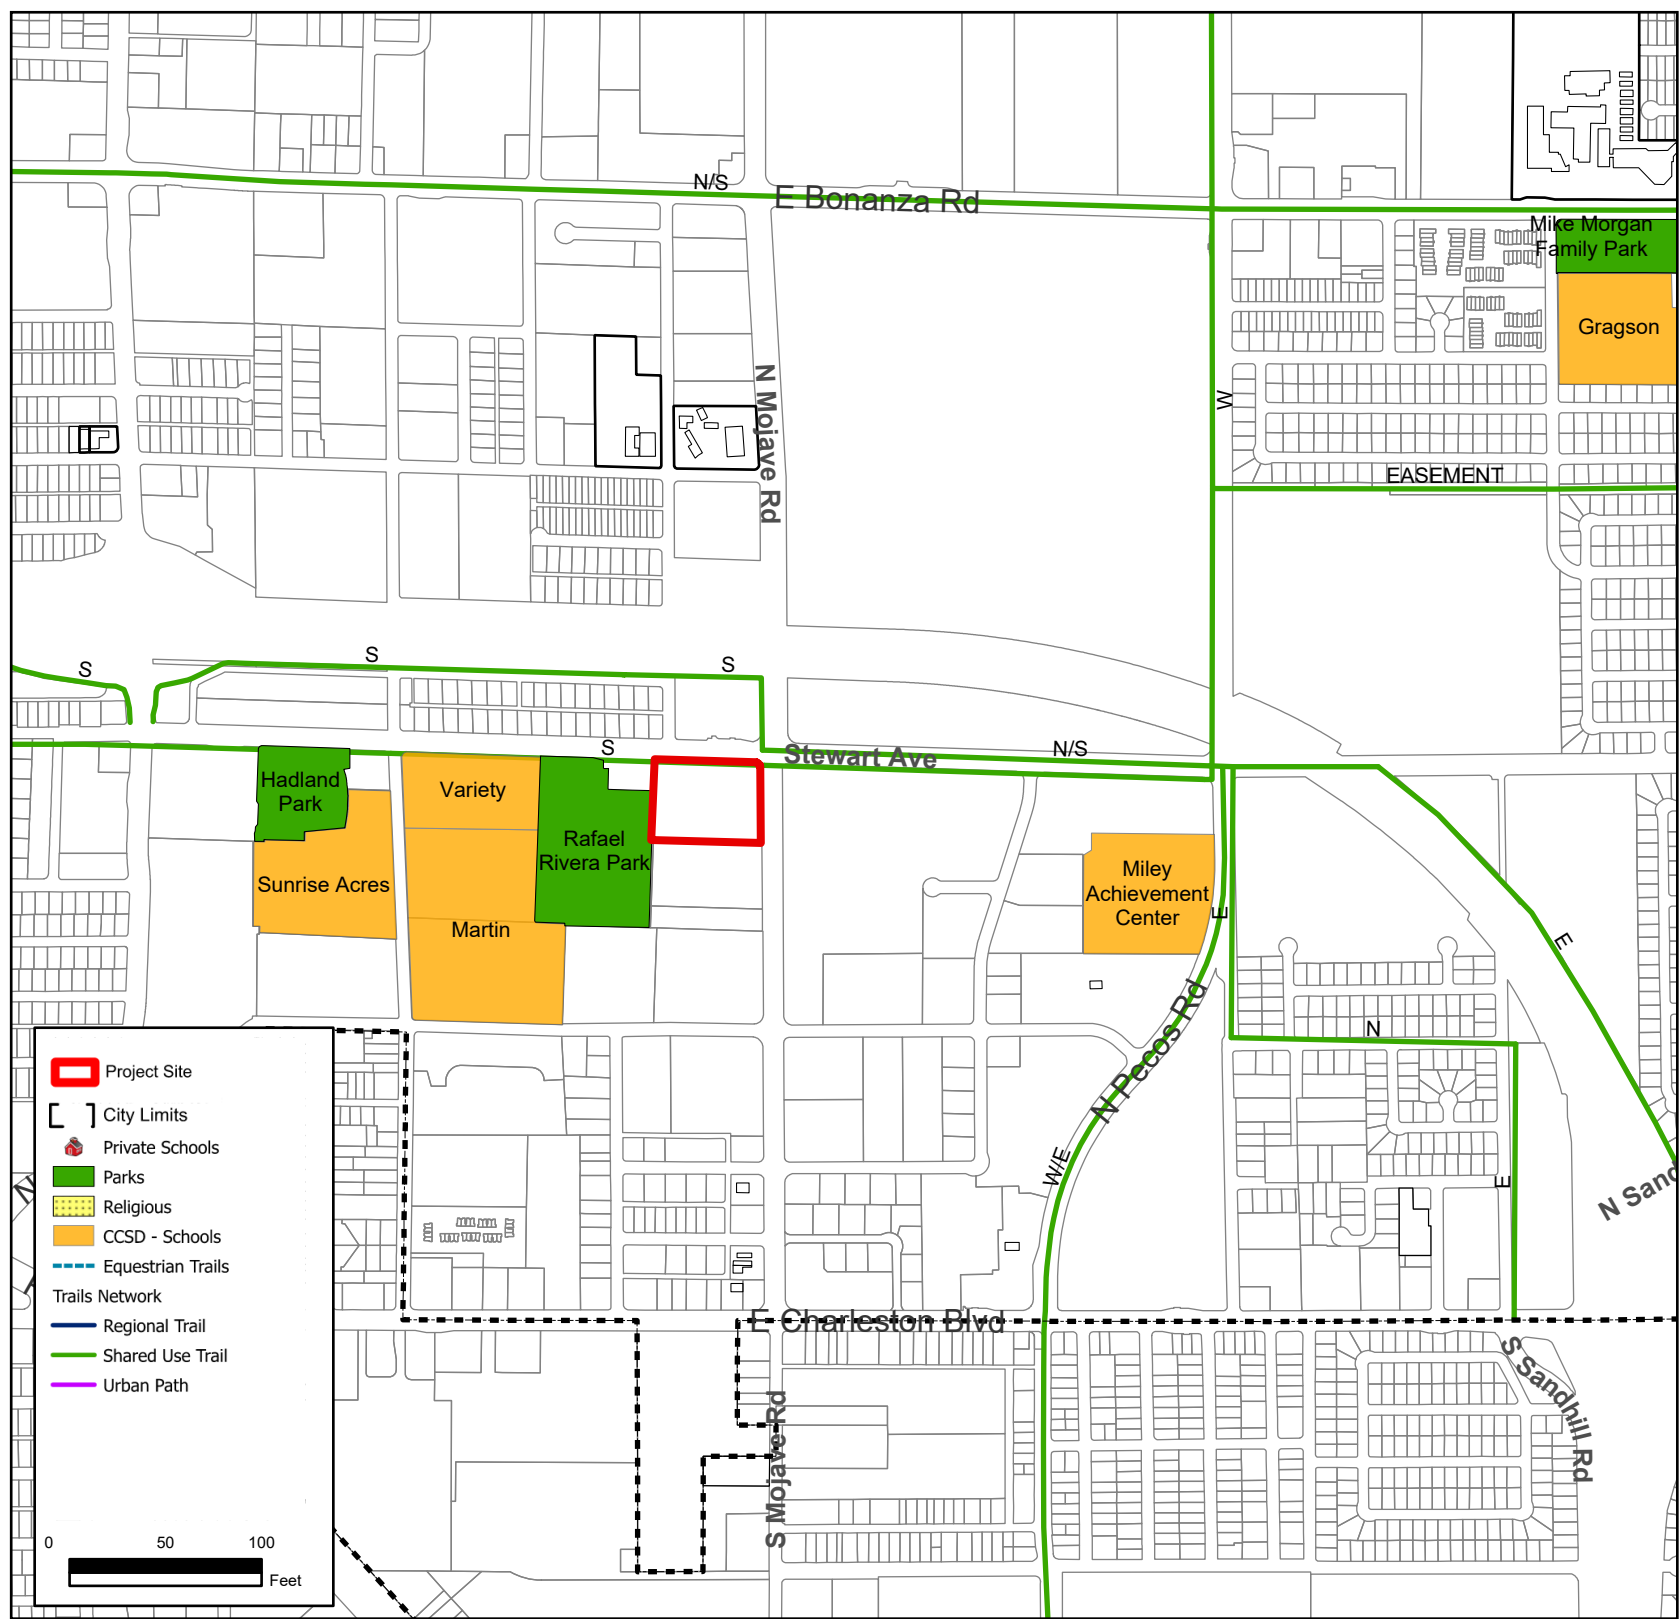 N/S
E Bonanza Rd
Mike Morgan
Family Park
Gragson
N Mojave Rd
W
EASEMENT
S
S
S
S
Stewart Ave
N/S
Hadland
Park
Variety
Rafael
Rivera Park
Sunrise Acres
Martin
Miley
Achievement
Center
E
E
N Pecos Rd
N
W/E
E
N Sand
E Charleston Blvd
S Mojave Rd
S Sandhill Rd
Project Site
City Limits
Private Schools
Parks
Religious
CCSD - Schools
Equestrian Trails
Trails Network
Regional Trail
Shared Use Trail
Urban Path
0 50 100
Feet